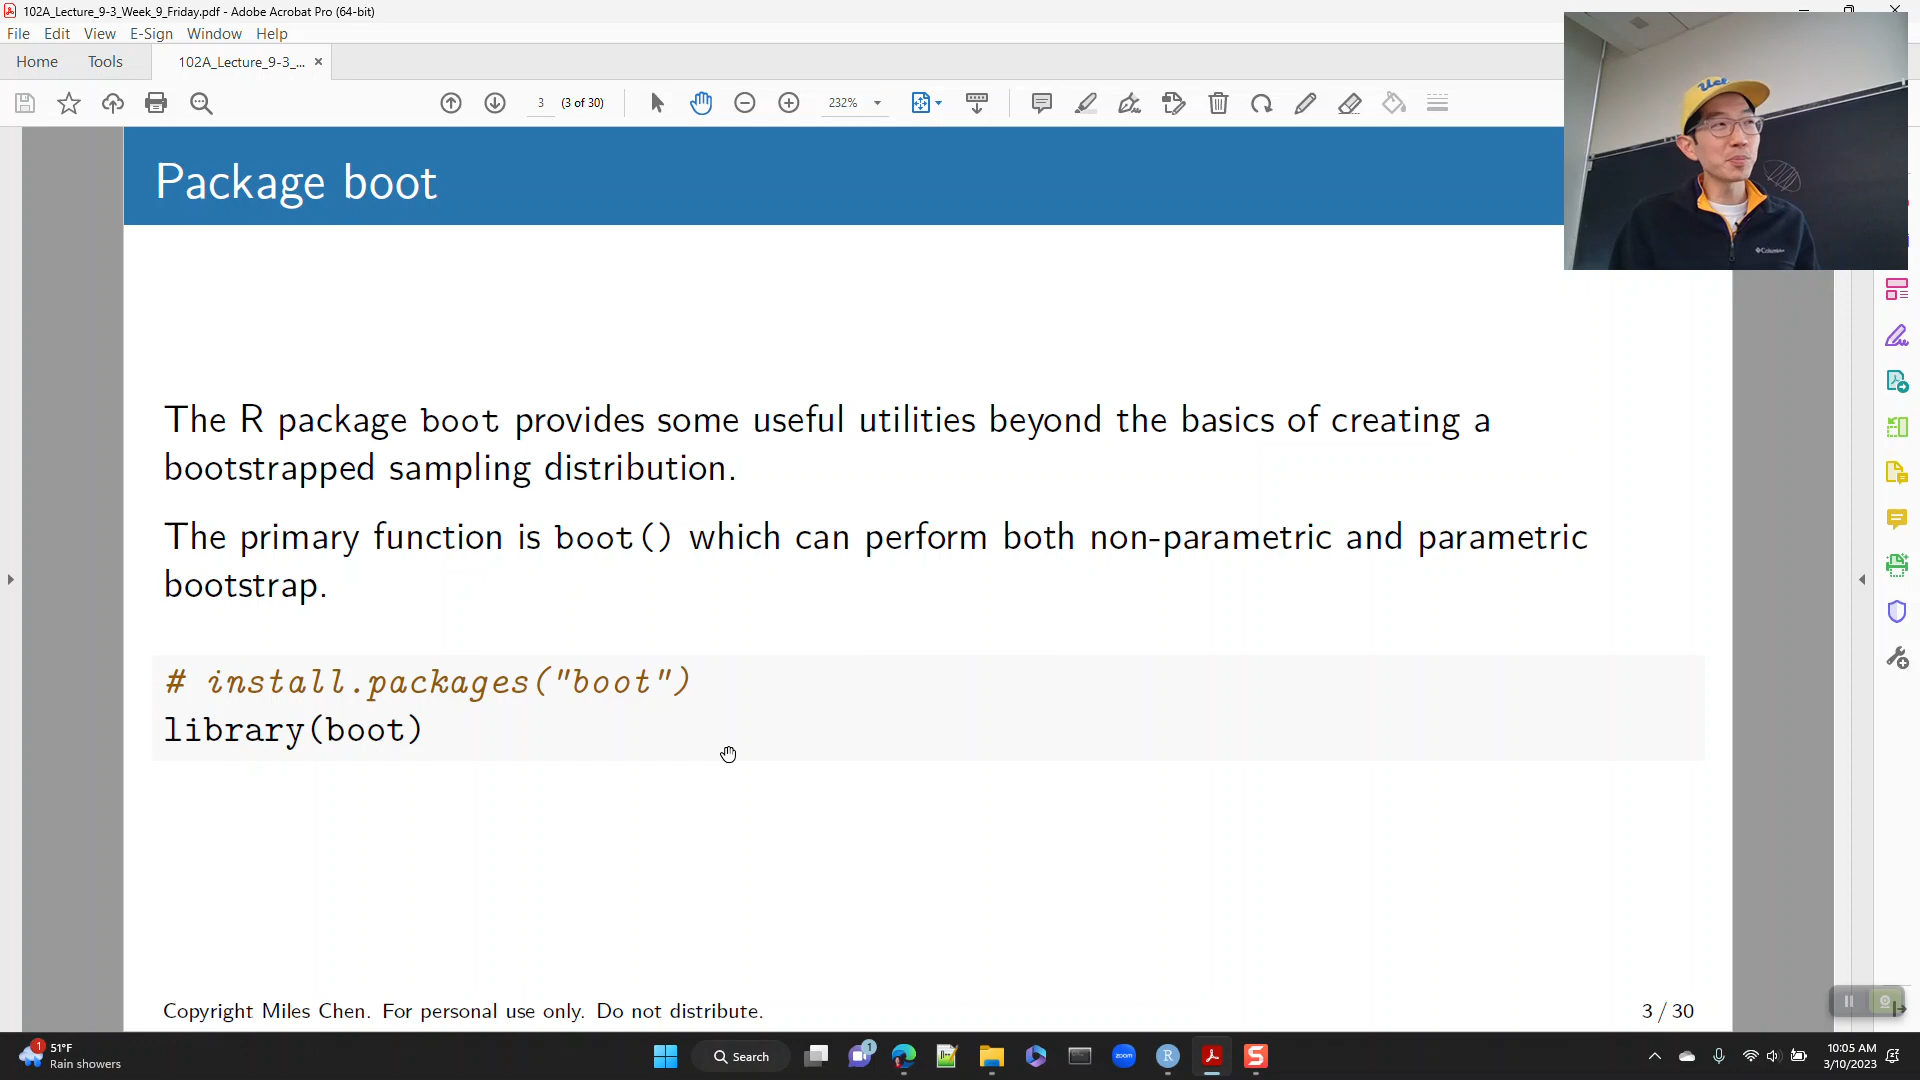 102A_Lecture_9-3_Week_9_Friday.pdf - Adobe Acrobat Pro (64-bit)
File Edit View E-Sign Window Help
Home Tools 102A_Lecture_9-3_... ×
3 (3 of 30) 232%
Package boot
The R package boot provides some useful utilities beyond the basics of creating a
bootstrapped sampling distribution.
The primary function is boot() which can perform both non-parametric and parametric
bootstrap.
# install.packages("boot")
library(boot)
Copyright Miles Chen. For personal use only. Do not distribute.
3 / 30
Columbia
1
51°F
Rain showers
Search
1
zoom
R
S
10:05 AM
3/10/2023